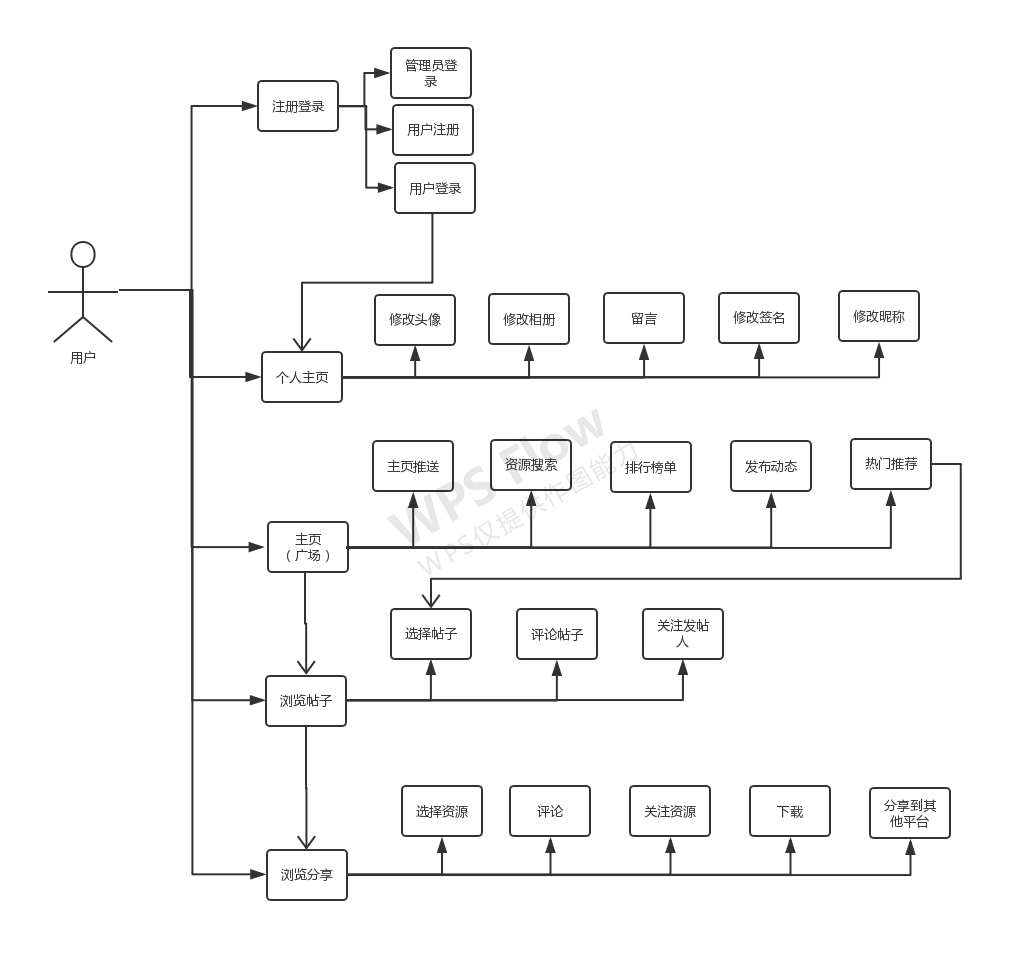 管理员登
录
注册登录
用户注册
用户登录
用户
修改头像
修改相册
留言
修改签名
修改昵称
个人主页
主页推送
资源搜索
排行榜单
发布动态
热门推荐
WPS Flow
WPS仅提供作图能力
主页
（广场）
选择帖子
评论帖子
关注发帖
人
浏览帖子
选择资源
评论
关注资源
下载
分享到其
他平台
浏览分享